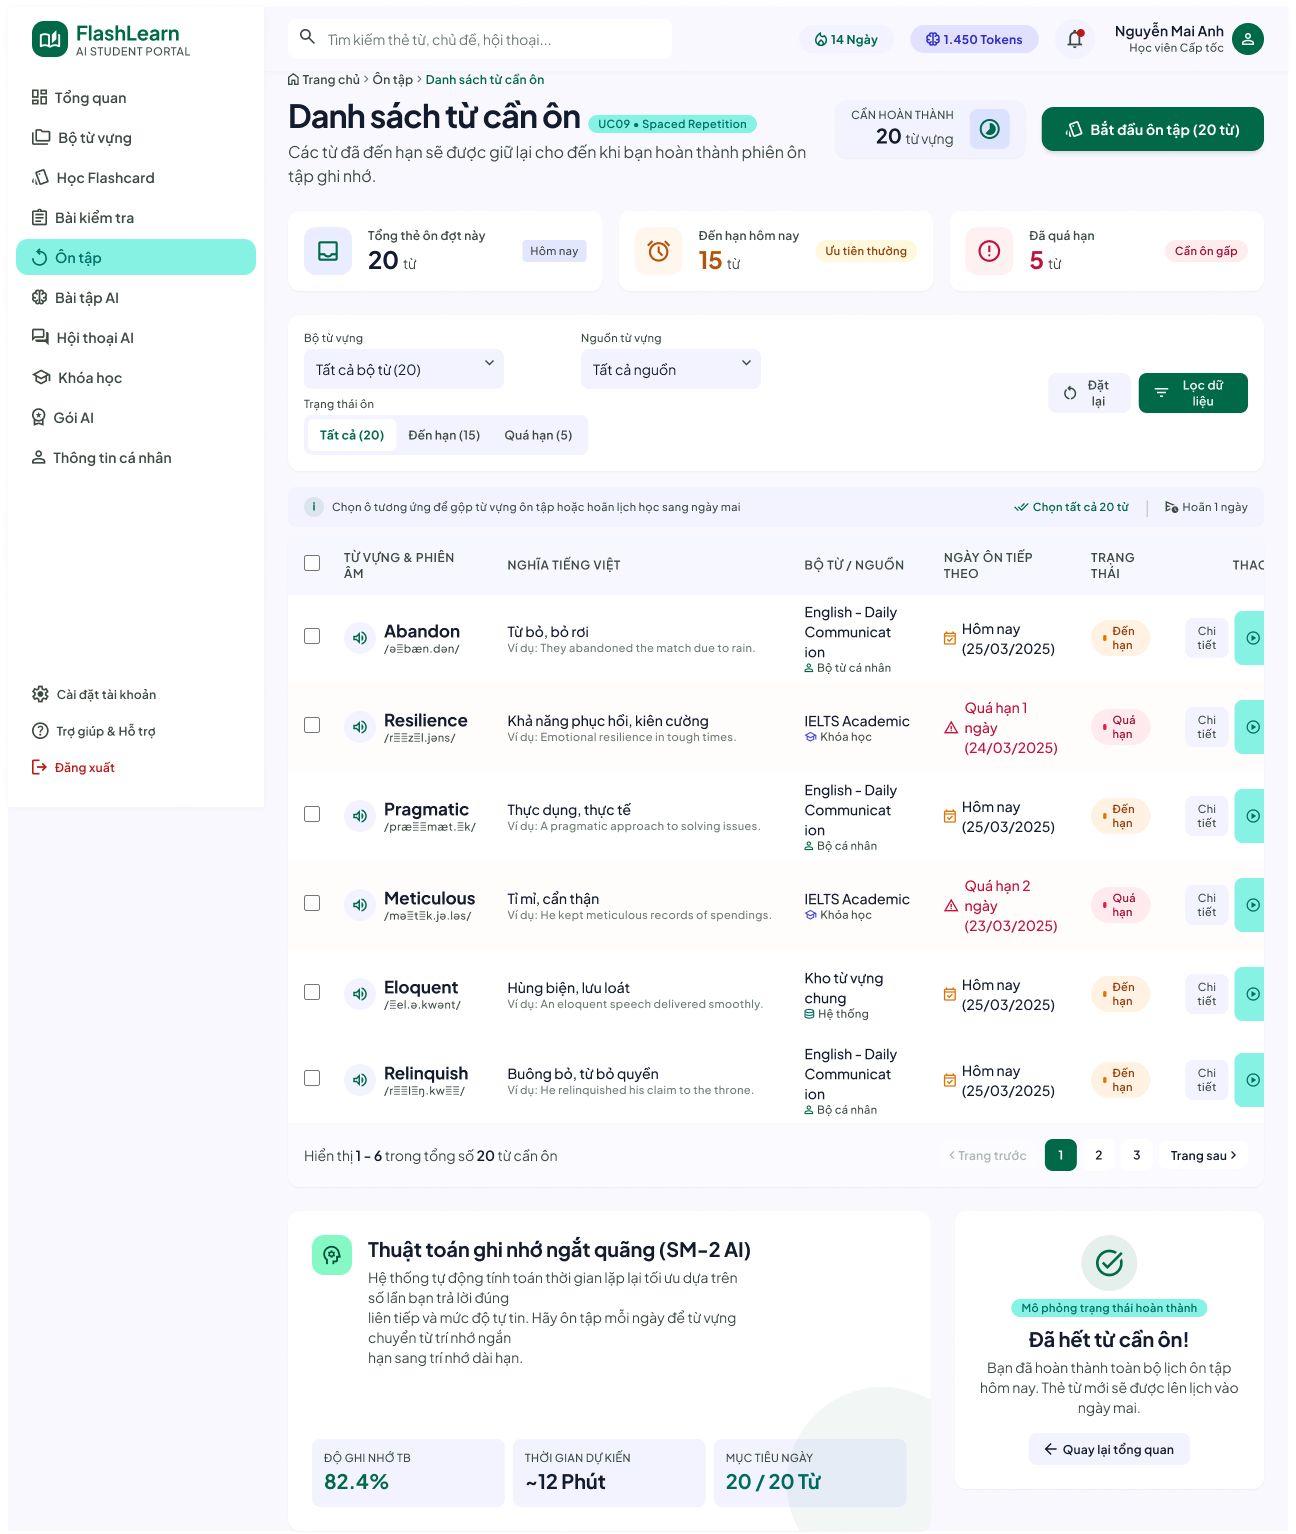 FlashLearn
AI STUDENT PORTAL
Tổng quan
Bộ từ vựng
Học Flashcard
Bài kiểm tra
Ôn tập
Bài tập AI
Hội thoại AI
Khóa học
Gói AI
Thông tin cá nhân
Cài đặt tài khoản
Trợ giúp & Hỗ trợ
Đăng xuất
Tìm kiếm thẻ từ, chủ đề, hội thoại...
14 Ngày
1.450 Tokens
Nguyễn Mai Anh
Học viên Cấp tốc
Trang chủ > Ôn tập > Danh sách từ cần ôn
Danh sách từ cần ôn
UC09 • Spaced Repetition
Các từ đã đến hạn sẽ được giữ lại cho đến khi bạn hoàn thành phiên ôn
tập ghi nhớ.
CẦN HOÀN THÀNH
20 từ vựng
Bắt đầu ôn tập (20 từ)
Tổng thẻ ôn đợt này
20 từ
Hôm nay
Đến hạn hôm nay
15 từ
Ưu tiên thường
Đã quá hạn
5 từ
Cần ôn gấp
Bộ từ vựng
Tất cả bộ từ (20)
Nguồn từ vựng
Tất cả nguồn
Trạng thái ôn
Tất cả (20)
Đến hạn (15)
Quá hạn (5)
Đặt
lại
Lọc dữ
liệu
i
Chọn ô tương ứng để gộp từ vựng ôn tập hoặc hoãn lịch học sang ngày mai
Chọn tất cả 20 từ
Hoãn 1 ngày
TỪ VỰNG & PHIÊN
ÂM
NGHĨA TIẾNG VIỆT
BỘ TỪ / NGUỒN
NGÀY ÔN TIẾP
THEO
TRẠNG
THÁI
Abandon
Từ bỏ, bỏ rơi
Ví dụ: They abandoned the match due to rain.
English - Daily
Communicat
ion
Bộ từ cá nhân
Hôm nay
(25/03/2025)
Đến
hạn
Chi
tiết
Resilience
Khả năng phục hồi, kiên cường
Ví dụ: Emotional resilience in tough times.
IELTS Academic
Khóa học
Quá hạn 1
ngày
(24/03/2025)
Quá
hạn
Chi
tiết
Pragmatic
Thực dụng, thực tế
Ví dụ: A pragmatic approach to solving issues.
English - Daily
Communicat
ion
Bộ cá nhân
Hôm nay
(25/03/2025)
Đến
hạn
Chi
tiết
Meticulous
Tỉ mỉ, cẩn thận
Ví dụ: He kept meticulous records of spendings.
IELTS Academic
Khóa học
Quá hạn 2
ngày
(23/03/2025)
Quá
hạn
Chi
tiết
Eloquent
Hùng biện, lưu loát
Ví dụ: An eloquent speech delivered smoothly.
Kho từ vựng
chung
Hệ thống
Hôm nay
(25/03/2025)
Đến
hạn
Chi
tiết
Relinquish
Buông bỏ, từ bỏ quyền
Ví dụ: He relinquished his claim to the throne.
English - Daily
Communicat
ion
Bộ cá nhân
Hôm nay
(25/03/2025)
Đến
hạn
Chi
tiết
Hiển thị 1 - 6 trong tổng số 20 từ cần ôn
< Trang trước
1
2
3
Trang sau >
Thuật toán ghi nhớ ngắt quãng (SM-2 AI)
Hệ thống tự động tính toán thời gian lặp lại tối ưu dựa trên
số lần bạn trả lời đúng
liên tiếp và mức độ tự tin. Hãy ôn tập mỗi ngày để từ vựng
chuyển từ trí nhớ ngắn
hạn sang trí nhớ dài hạn.
ĐỘ GHI NHỚ TB
82.4%
THỜI GIAN DỰ KIẾN
~12 Phút
MỤC TIÊU NGÀY
20 / 20 Từ
Mô phỏng trạng thái hoàn thành
Đã hết từ cần ôn!
Bạn đã hoàn thành toàn bộ lịch ôn tập
hôm nay. Thẻ từ mới sẽ được lên lịch vào
ngày mai.
Quay lại tổng quan